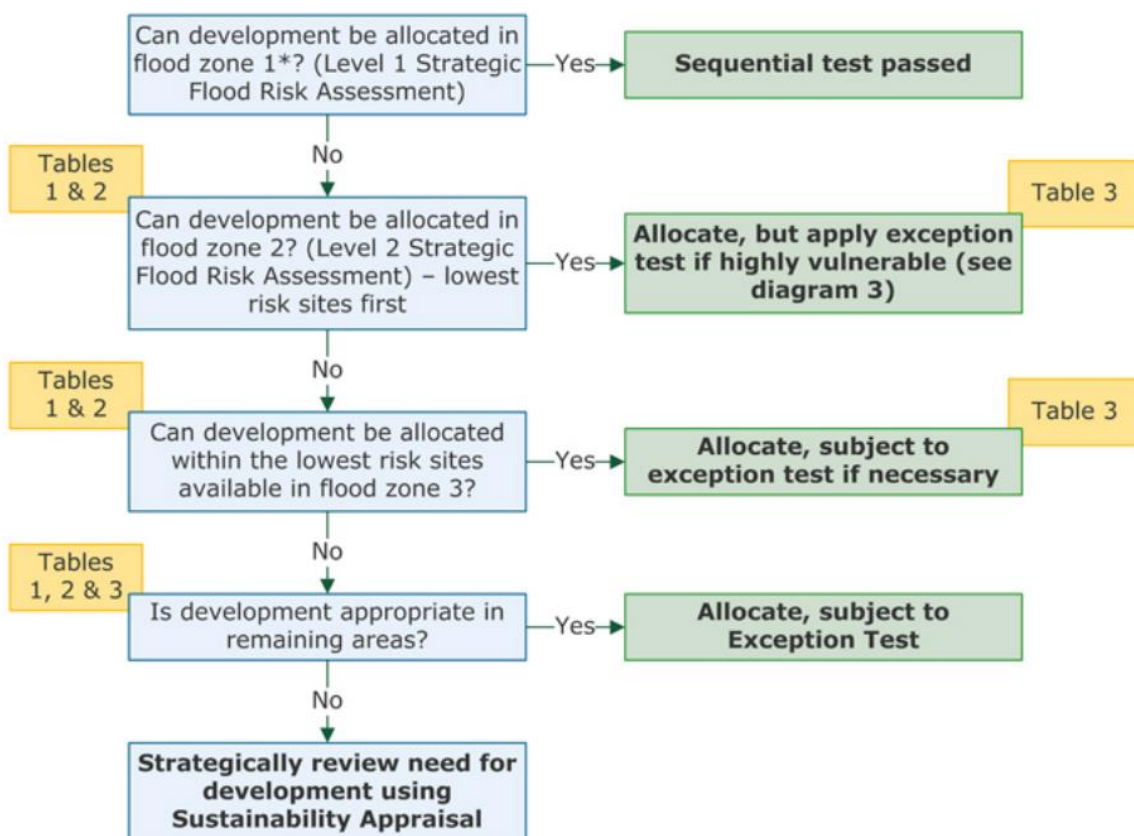 Can development be allocated in
flood zone 1*? (Level 1 Strategic
Flood Risk Assessment)
Yes
Sequential test passed
No
Tables
1 & 2
Can development be allocated in
flood zone 2? (Level 2 Strategic
Flood Risk Assessment) – lowest
risk sites first
Yes
Table 3
Allocate, but apply exception
test if highly vulnerable (see
diagram 3)
No
Tables
1 & 2
Can development be allocated
within the lowest risk sites
available in flood zone 3?
Yes
Table 3
Allocate, subject to
exception test if necessary
No
Tables
1, 2 & 3
Is development appropriate in
remaining areas?
Yes
Allocate, subject to
Exception Test
No
Strategically review need for
development using
Sustainability Appraisal